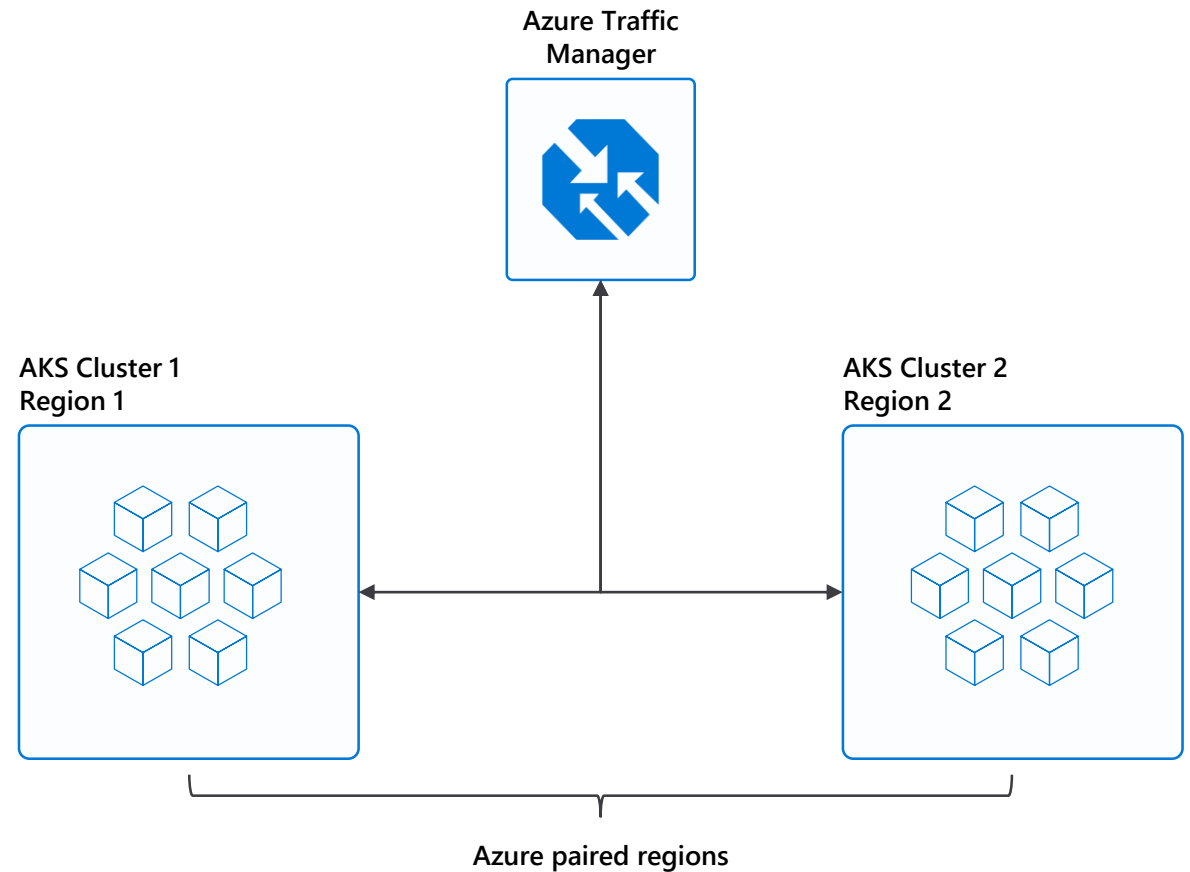 Azure Traffic
Manager
AKS Cluster 1
Region 1
AKS Cluster 2
Region 2
Azure paired regions